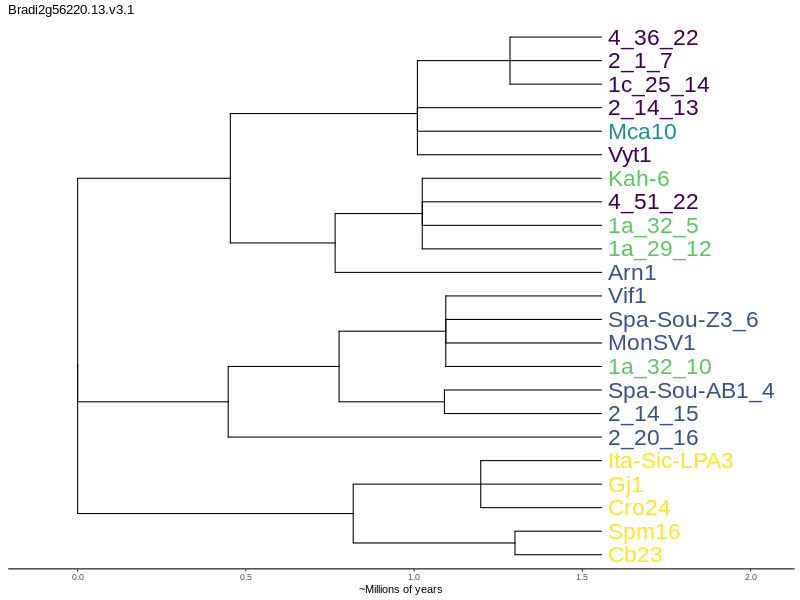 Bradi2g56220.13.v3.1
4_36_22
2_1_7
1c_25_14
2_14_13
Mca10
Vyt1
Kah-6
4_51_22
1a_32_5
1a_29_12
Arn1
Vif1
Spa-Sou-Z3_6
MonSV1
1a_32_10
Spa-Sou-AB1_4
2_14_15
2_20_16
Ita-Sic-LPA3
Gj1
Cro24
Spm16
Cb23
0.0 0.5 1.0 1.5 2.0
~Millions of years